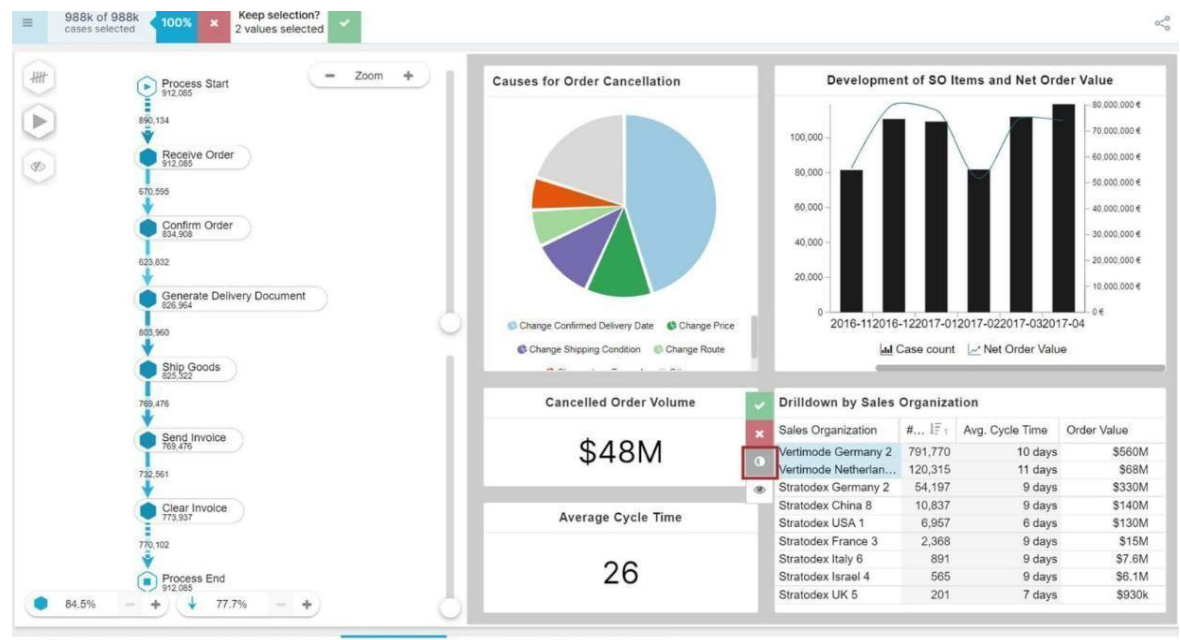 988k of 988k
cases selected
100%
Keep selection?
2 values selected
Zoom
Process Start
912,085
890,134
Receive Order
912,085
670,595
Confirm Order
834,908
623,832
Generate Delivery Document
826,964
803,960
Ship Goods
825,322
769,476
Send Invoice
769,476
732,561
Clear Invoice
773,937
770,102
Process End
912,085
84.5%
77.7%
Causes for Order Cancellation
Change Confirmed Delivery Date
Change Price
Change Shipping Condition
Change Route
Development of SO Items and Net Order Value
100,000
80,000
60,000
40,000
20,000
0
80.000.000 €
70.000.000 €
60.000.000 €
50.000.000 €
40.000.000 €
30.000.000 €
20.000.000 €
10.000.000 €
0 €
2016-112016-122017-012017-022017-032017-04
Case count
Net Order Value
Cancelled Order Volume
$48M
Average Cycle Time
26
Drilldown by Sales Organization
Sales Organization #... Avg. Cycle Time Order Value
Vertimode Germany 2 791,770 10 days $560M
Vertimode Netherlan... 120,315 11 days $68M
Stratodex Germany 2 54,197 9 days $330M
Stratodex China 8 10,837 9 days $140M
Stratodex USA 1 6,957 6 days $130M
Stratodex France 3 2,368 9 days $15M
Stratodex Italy 6 891 9 days $7.6M
Stratodex Israel 4 565 9 days $6.1M
Stratodex UK 5 201 7 days $930k